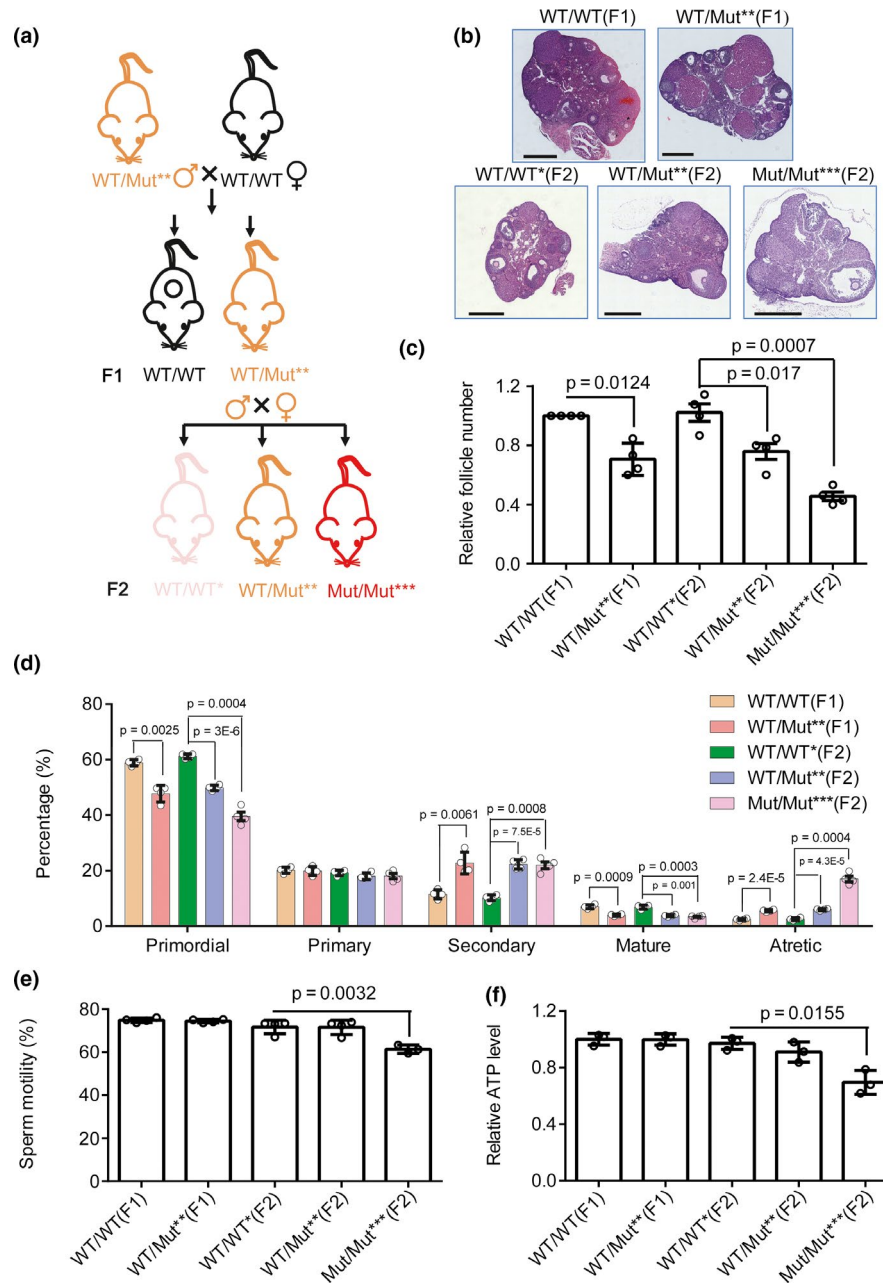 (a)
WT/Mut**♂ × WT/WT ♀
F1 WT/WT WT/Mut**
♂ × ♀
F2 WT/WT* WT/Mut** Mut/Mut***
(b)
WT/WT(F1) WT/Mut**(F1)
WT/WT*(F2) WT/Mut**(F2) Mut/Mut***(F2)
(c)
p = 0.0007
p = 0.0124 p = 0.017
Relative follicle number
1.2
0.8
0.4
0.0
WT/WT(F1)
WT/Mut**(F1)
WT/WT*(F2)
WT/Mut**(F2)
Mut/Mut***(F2)
(d)
Percentage (%)
80
60
40
20
0
p = 0.0025
p = 0.0004
p = 3E-6
p = 0.0061
p = 0.0008
p = 7.5E-5
p = 0.0009
p = 0.0003
p = 0.001
p = 2.4E-5
p = 0.0004
p = 4.3E-5
WT/WT(F1)
WT/Mut**(F1)
WT/WT*(F2)
WT/Mut**(F2)
Mut/Mut***(F2)
Primordial Primary Secondary Mature Atretic
(e)
p = 0.0032
Sperm motility (%)
80
60
40
20
0
WT/WT(F1)
WT/Mut**(F1)
WT/WT*(F2)
WT/Mut**(F2)
Mut/Mut***(F2)
(f)
p = 0.0155
Relative ATP level
1.2
0.8
0.4
0.0
WT/WT(F1)
WT/Mut**(F1)
WT/WT*(F2)
WT/Mut**(F2)
Mut/Mut***(F2)